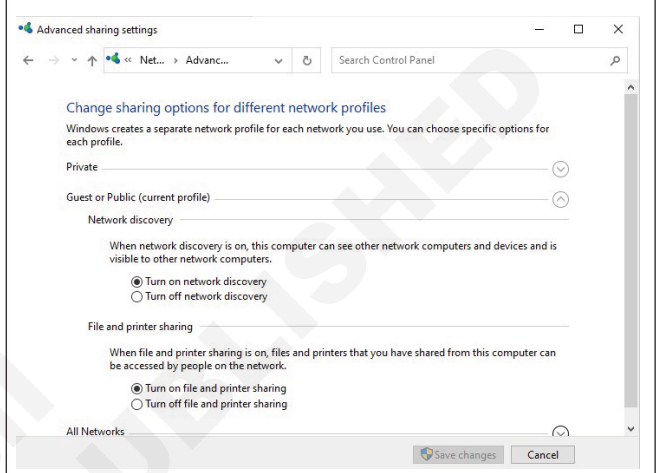 Advanced sharing settings
« Net... › Advanc...
Search Control Panel
Change sharing options for different network profiles
Windows creates a separate network profile for each network you use. You can choose specific options for
each profile.
Private
Guest or Public (current profile)
Network discovery
When network discovery is on, this computer can see other network computers and devices and is
visible to other network computers.
Turn on network discovery
Turn off network discovery
File and printer sharing
When file and printer sharing is on, files and printers that you have shared from this computer can
be accessed by people on the network.
Turn on file and printer sharing
Turn off file and printer sharing
All Networks
Save changes
Cancel
UBLISHED